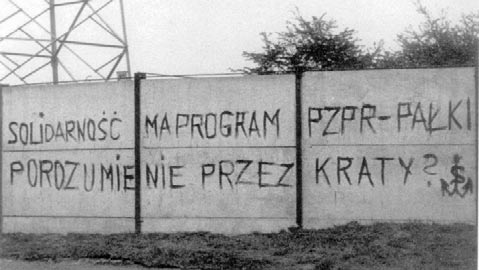 SOLiDARNOŚĆ MA PROGRAM PZPR-PAŁKI
POROZUMIENIE PRZEZ KRATY?